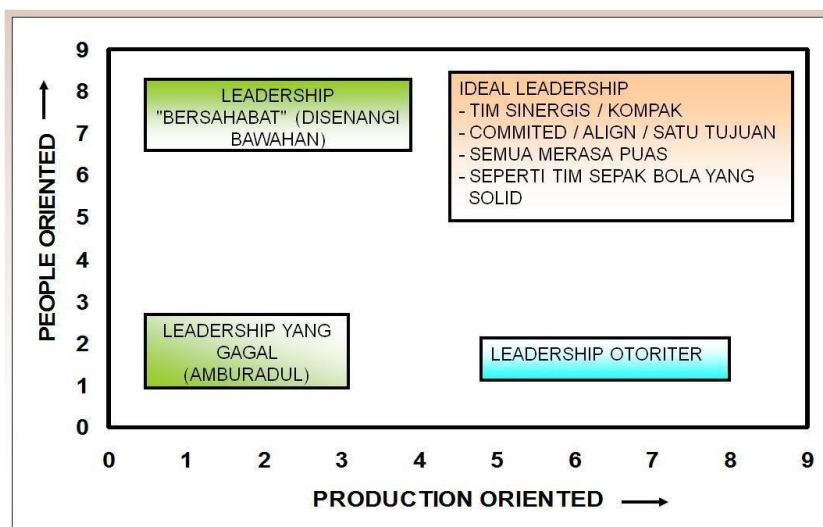 9
8
7
6
5
4
3
2
1
0
PEOPLE ORIENTED
LEADERSHIP
"BERSAHABAT" (DISENANGI
BAWAHAN)
IDEAL LEADERSHIP
- TIM SINERGIS / KOMPAK
- COMMITED / ALIGN / SATU TUJUAN
- SEMUA MERASA PUAS
- SEPERTI TIM SEPAK BOLA YANG
SOLID
LEADERSHIP YANG
GAGAL
(AMBURADUL)
LEADERSHIP OTORITER
0 1 2 3 4 5 6 7 8 9
PRODUCTION ORIENTED